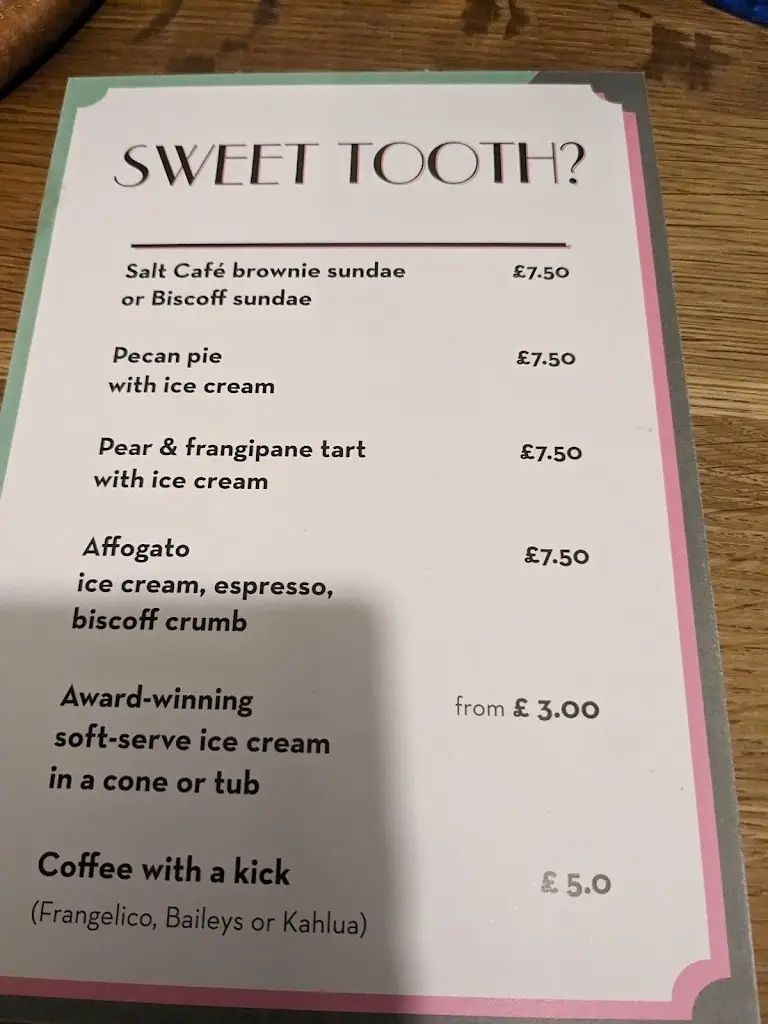 SWEET TOOTH?
Salt Café brownie sundae £7.50
or Biscoff sundae
Pecan pie £7.50
with ice cream
Pear & frangipane tart £7.50
with ice cream
Affogato £7.50
ice cream, espresso,
biscoff crumb
Award-winning from £ 3.00
soft-serve ice cream
in a cone or tub
Coffee with a kick £ 5.0
(Frangelico, Baileys or Kahlua)